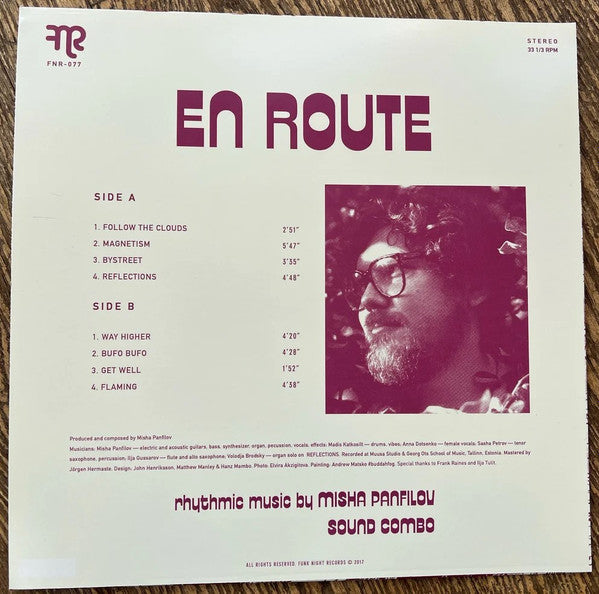 FNR
FNR-077
STEREO
33 1/3 RPM
EN ROUTE
SIDE A
1. FOLLOW THE CLOUDS 2'51"
2. MAGNETISM 5'47"
3. BYSTREET 3'35"
4. REFLECTIONS 4'48"
SIDE B
1. WAY HIGHER 4'20"
2. BUFO BUFO 4'28"
3. GET WELL 1'52"
4. FLAMING 4'38"
Produced and composed by Misha Panfilov
Musicians: Misha Panfilov — electric and acoustic guitars, bass, synthesizer, organ, pecussion, vocals, effects; Madis Katkosilt — drums, vibes; Anna Dotsenko — female vocals; Sasha Petrov — tenor
saxophone, percussion; Ilja Gussarov — flute and alto saxophone; Volodja Brodsky — organ solo on REFLECTIONS. Recorded at Muusa Studio & Georg Ots School of Music, Tallinn, Estonia. Mastered by
Jörgen Hermaste. Design: John Henriksson, Matthew Manley & Hanz Mambo. Photo: Elvira Akzigitova. Painting: Andrew Matsko #buddahfog. Special thanks to Frank Raines and Iljo Tulit.
rhythmic music by MISHA PANFILOV
SOUND COMBO
ALL RIGHTS RESERVED. FUNK NIGHT RECORDS © 2017